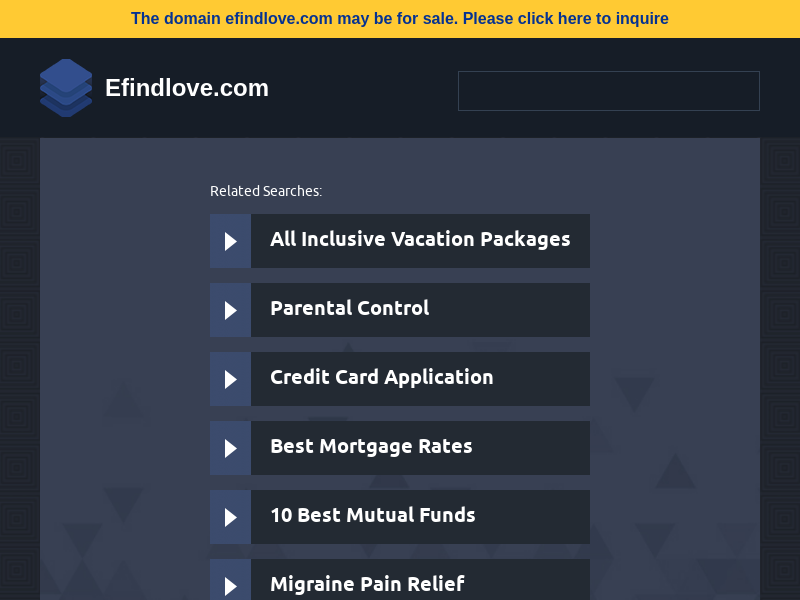 The domain efindlove.com may be for sale. Please click here to inquire
Efindlove.com
Related Searches:
All Inclusive Vacation Packages
Parental Control
Credit Card Application
Best Mortgage Rates
10 Best Mutual Funds
Migraine Pain Relief